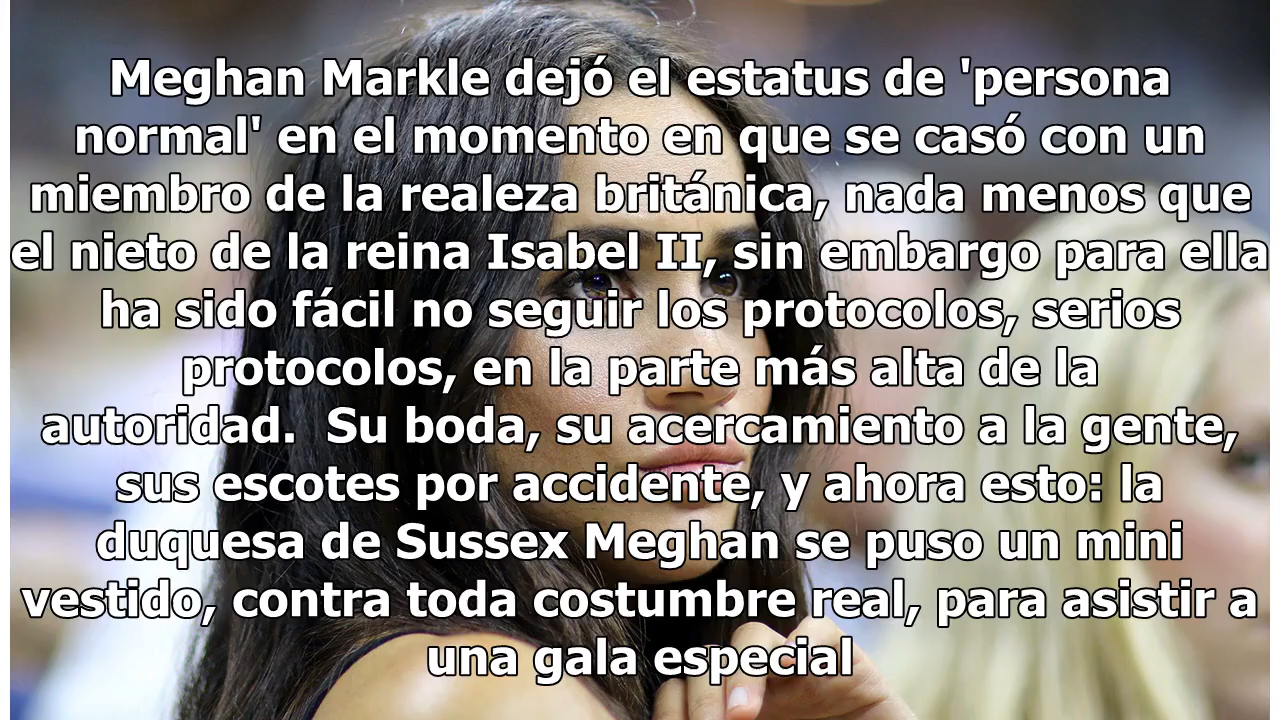 Meghan Markle dejó el estatus de 'persona
normal' en el momento en que se casó con un
miembro de la realeza británica, nada menos que
el nieto de la reina Isabel II, sin embargo para ella
ha sido fácil no seguir los protocolos, serios
protocolos, en la parte más alta de la
autoridad.  Su boda, su acercamiento a la gente,
sus escotes por accidente, y ahora esto: la
duquesa de Sussex Meghan se puso un mini
vestido, contra toda costumbre real, para asistir a
una gala especial